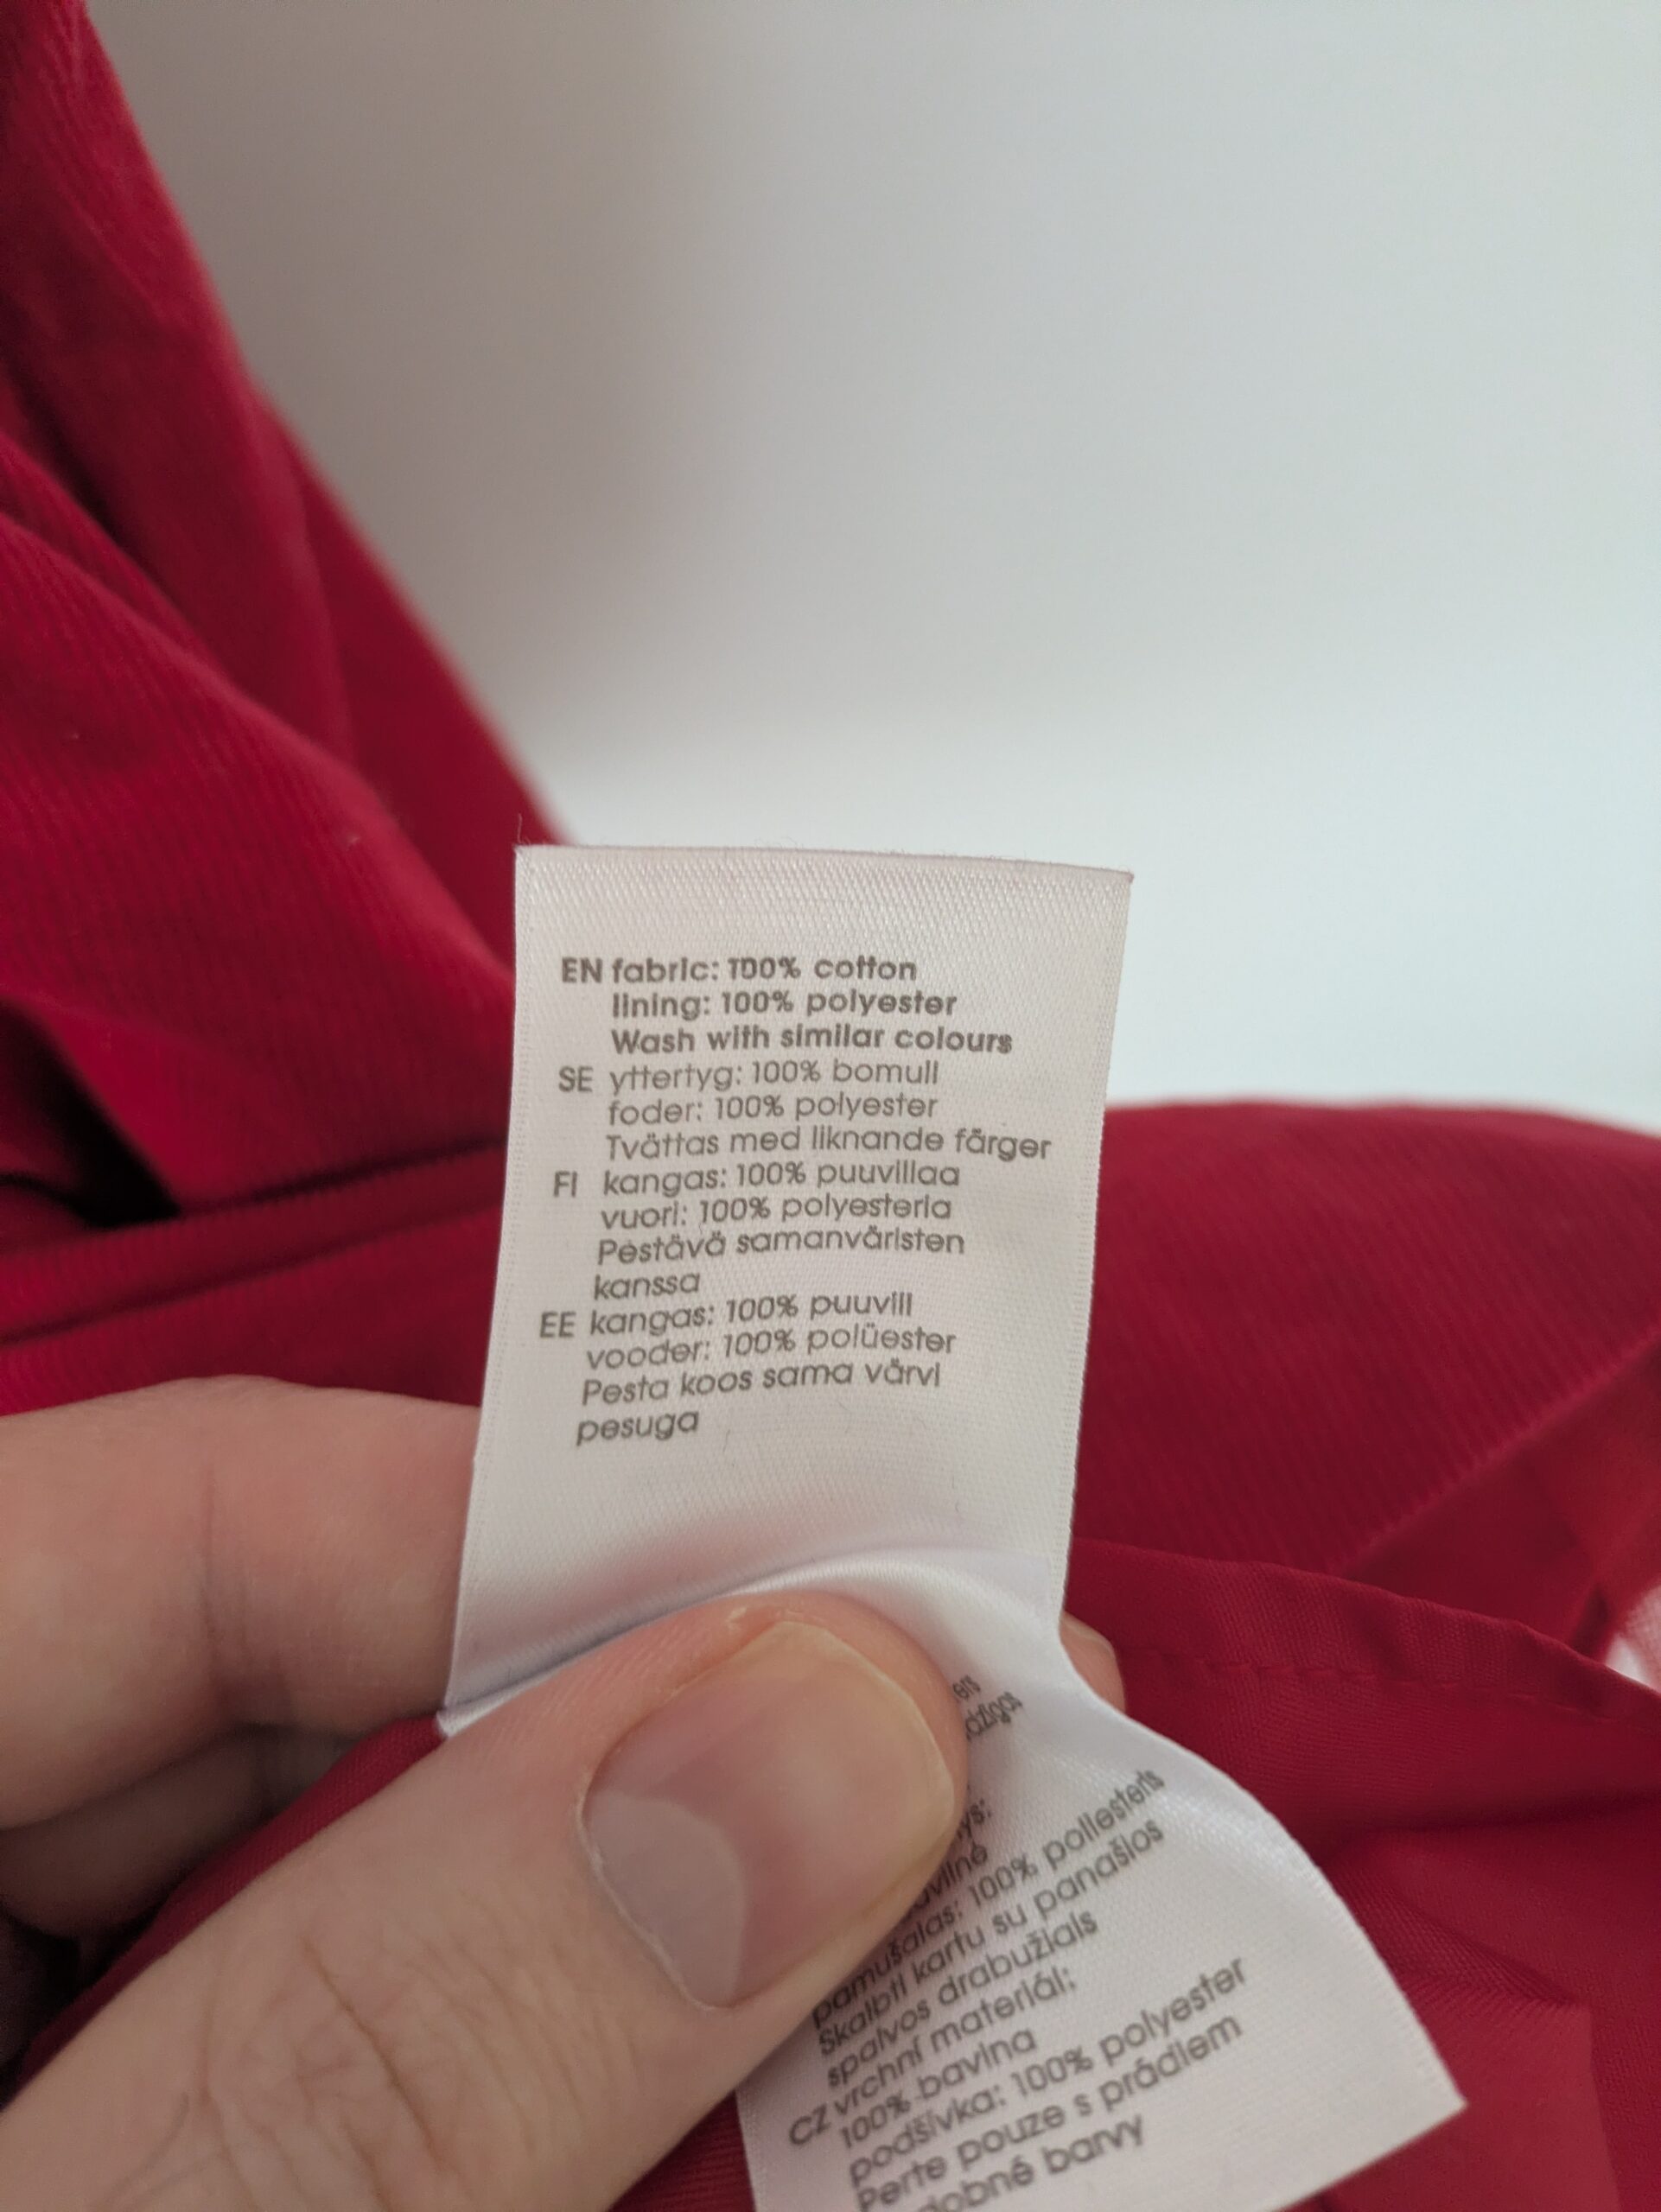 EN fabric: 100% cotton
lining: 100% polyester
Wash with similar colours
SE yttertyg: 100% bomull
foder: 100% polyester
Tvättas med liknande färger
FI kangas: 100% puuvillaa
vuori: 100% polyesteria
Pestävä samanväristen
kanssa
EE kangas: 100% puuvill
vooder: 100% polüester
Pesta koos sama värvi
pesuga
pamušalas: 100% poliesteris
Skalbti kartu su panašios
spalvos drabužiais
CZ vrchní materiál:
100% bavlna
podšívka: 100% polyester
Perte pouze s prádlem
barvy